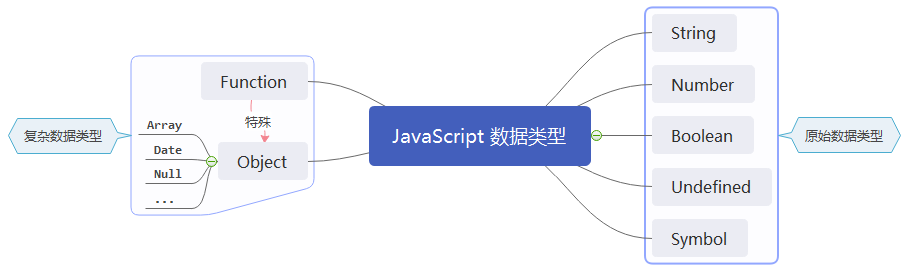 复杂数据类型
Function
特殊
Object
Array
Date
Null
...
JavaScript 数据类型
String
Number
Boolean
Undefined
Symbol
原始数据类型